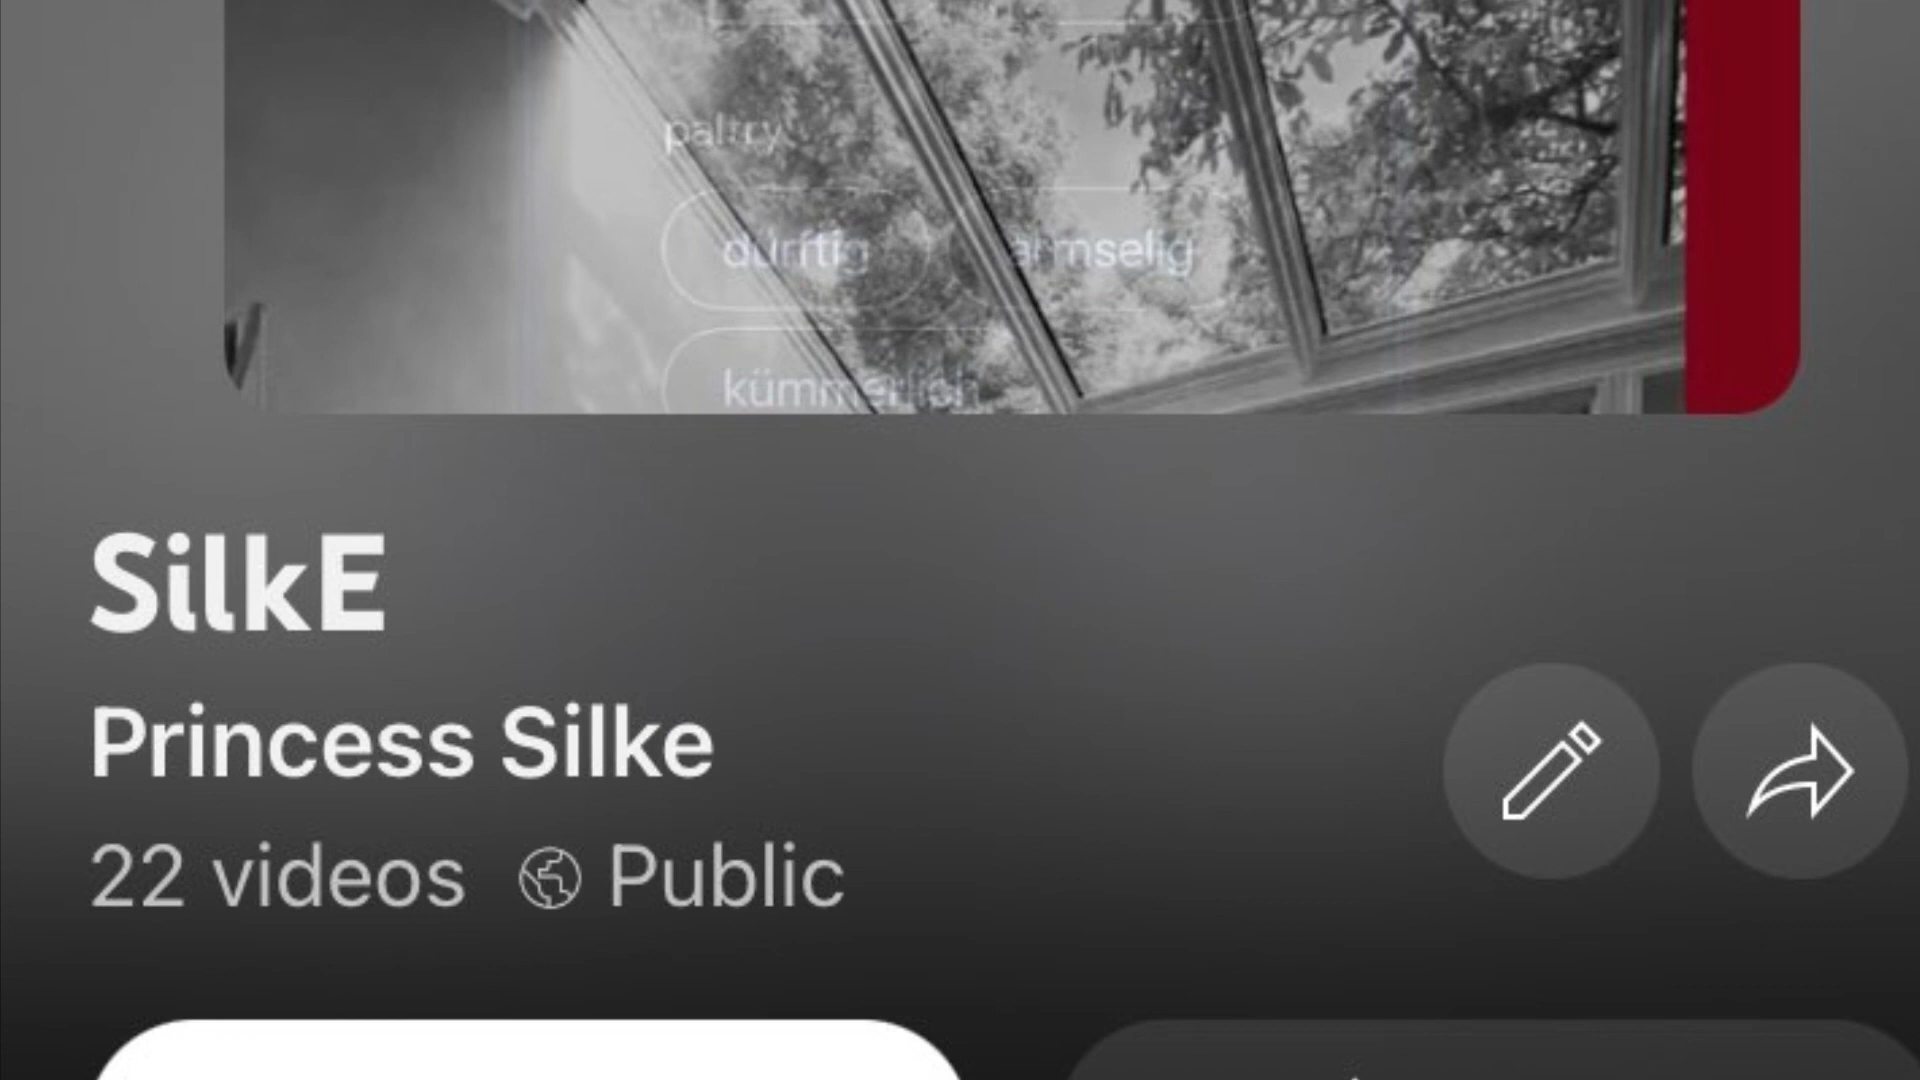 paltry
dürftig armselig
kümmerlich
SilkE
Princess Silke
22 videos Public